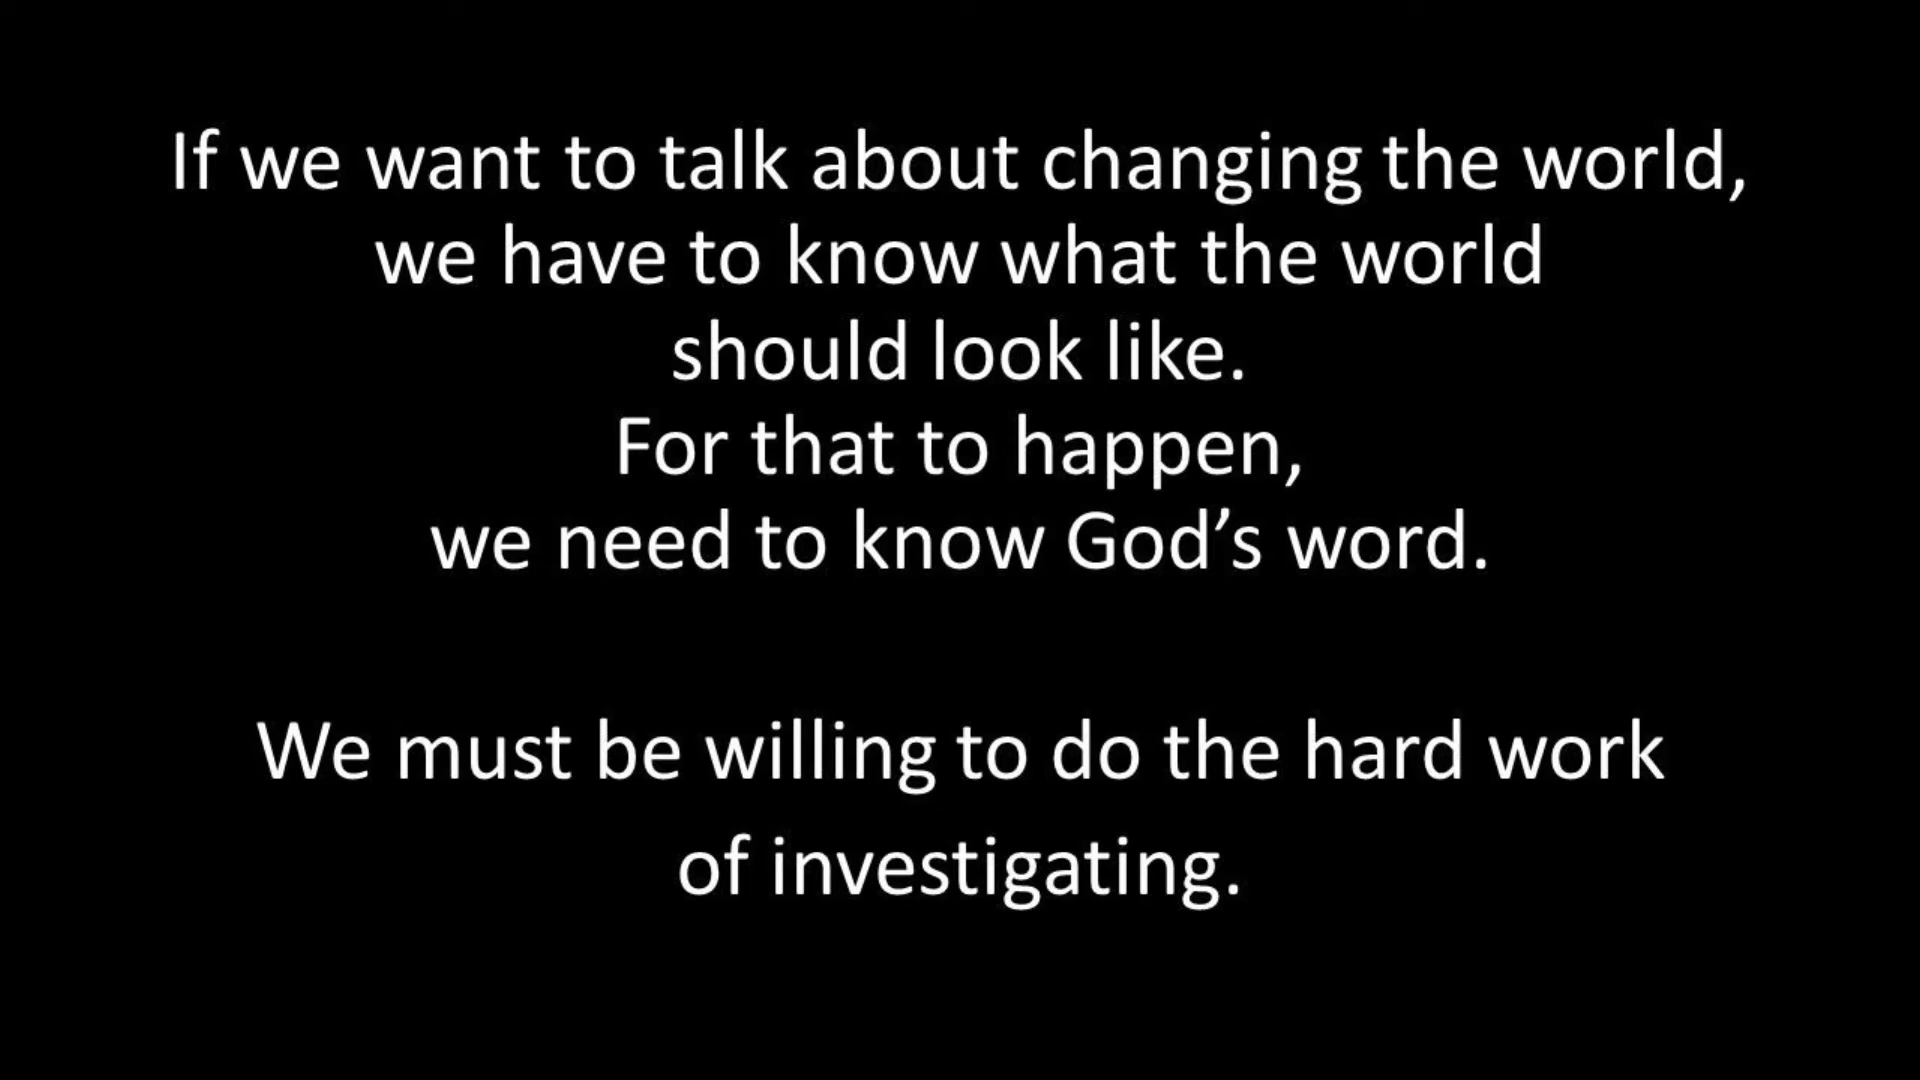 If we want to talk about changing the world,
we have to know what the world
should look like.
For that to happen,
we need to know God’s word.
We must be willing to do the hard work
of investigating.